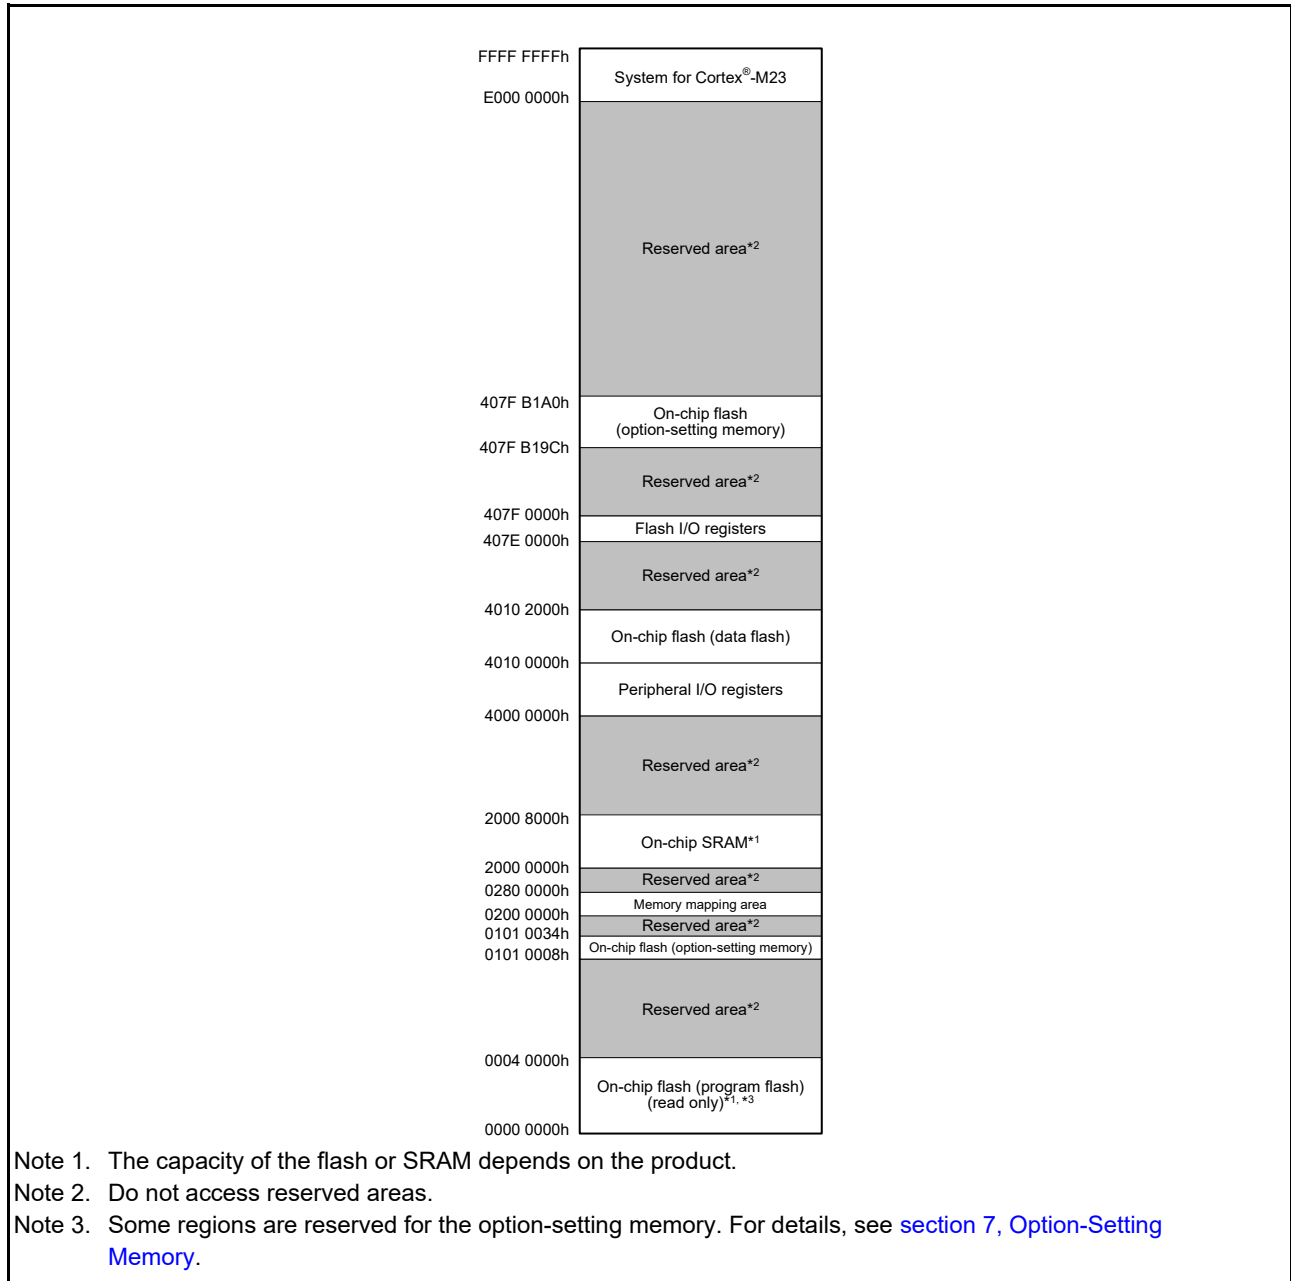 FFFF FFFFh
System for Cortex®-M23
E000 0000h
Reserved area*2
407F B1A0h
On-chip flash
(option-setting memory)
407F B19Ch
Reserved area*2
407F 0000h
Flash I/O registers
407E 0000h
Reserved area*2
4010 2000h
On-chip flash (data flash)
4010 0000h
Peripheral I/O registers
4000 0000h
Reserved area*2
2000 8000h
On-chip SRAM*1
2000 0000h
Reserved area*2
0280 0000h
Memory mapping area
0200 0000h
Reserved area*2
0101 0034h
On-chip flash (option-setting memory)
0101 0008h
Reserved area*2
0004 0000h
On-chip flash (program flash)
(read only)*1, *3
0000 0000h
Note 1. The capacity of the flash or SRAM depends on the product.
Note 2. Do not access reserved areas.
Note 3. Some regions are reserved for the option-setting memory. For details, see section 7, Option-Setting
Memory.